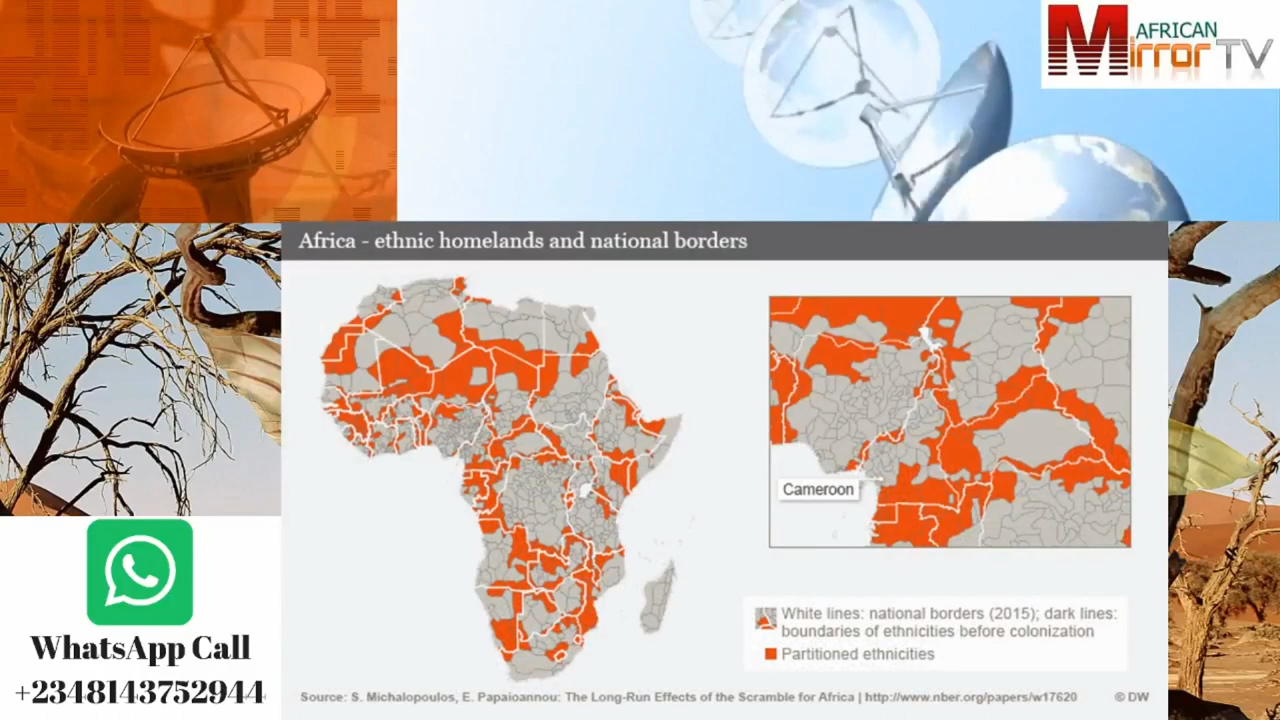 AFRICAN
Mirror TV
Africa - ethnic homelands and national borders
Cameroon
White lines: national borders (2015); dark lines:
boundaries of ethnicities before colonization
Partitioned ethnicities
Source: S. Michalopoulos, E. Papaioannou: The Long-Run Effects of the Scramble for Africa | http://www.nber.org/papers/w17620 © DW
WhatsApp Call
+2348143752944